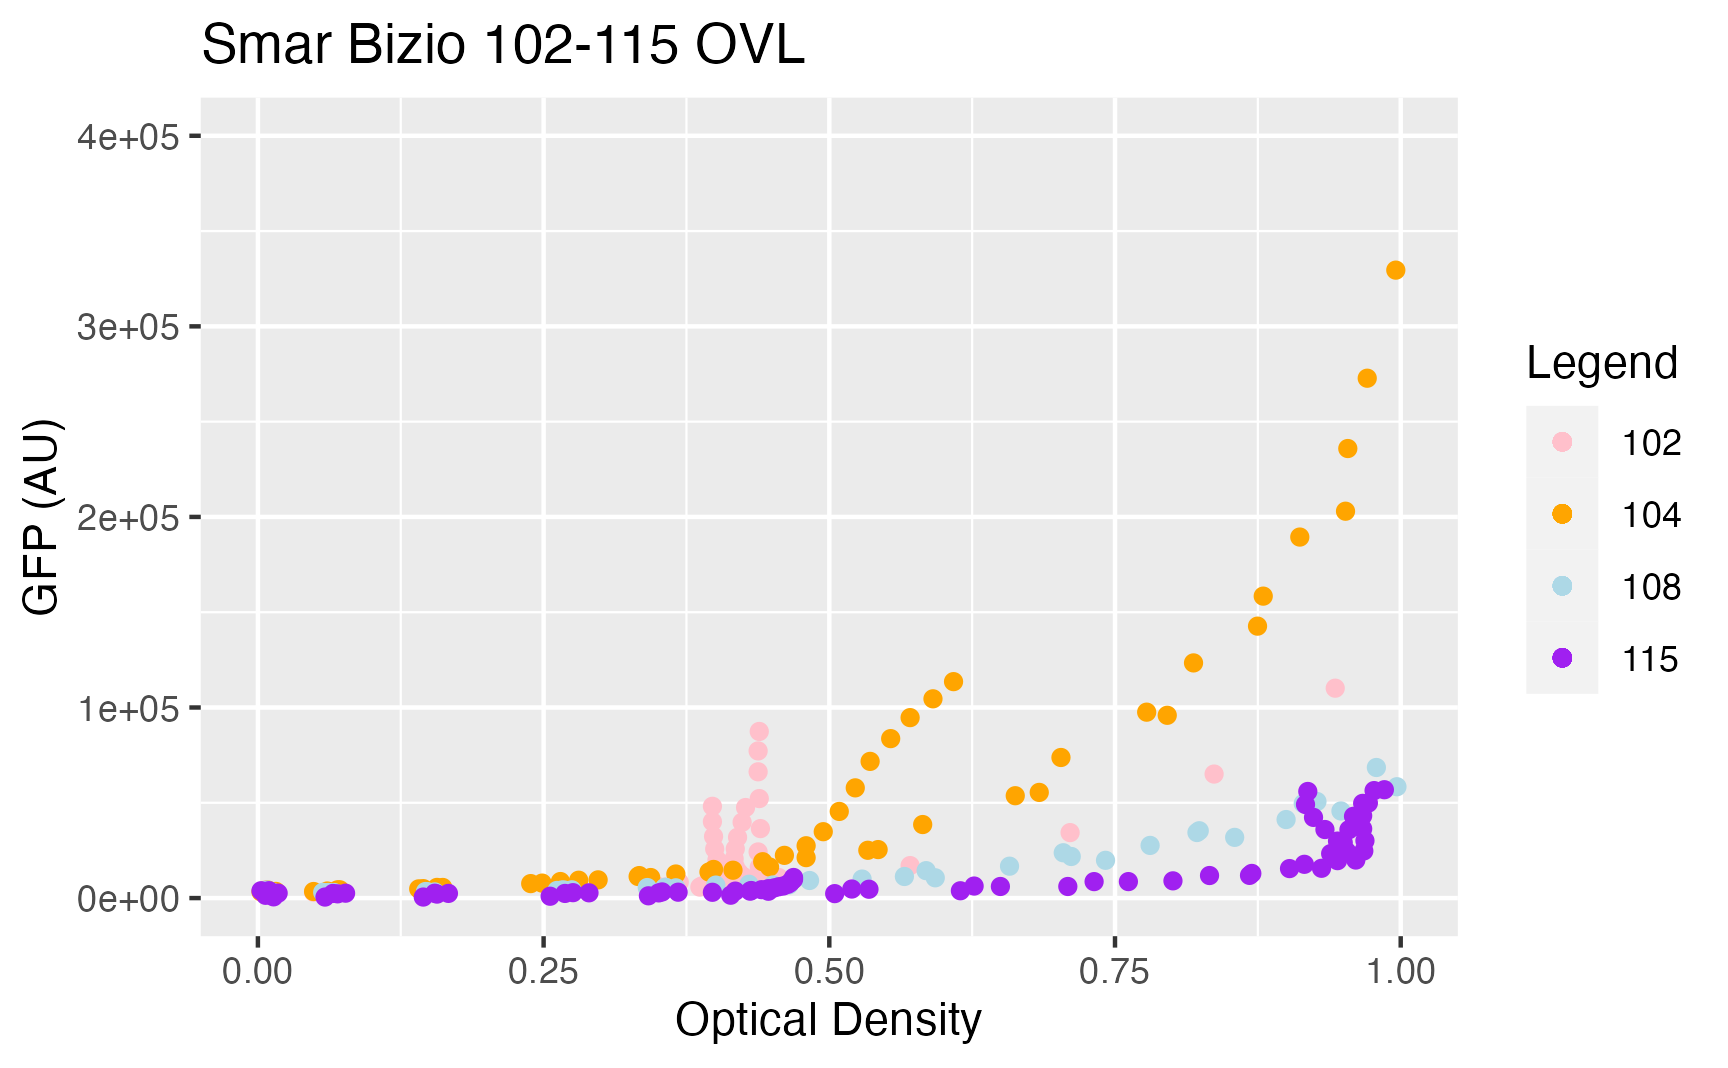 Smar Bizio 102-115 OVL
4e+05
3e+05
2e+05
1e+05
0e+00
GFP (AU)
0.00 0.25 0.50 0.75 1.00
Optical Density
Legend
102
104
108
115